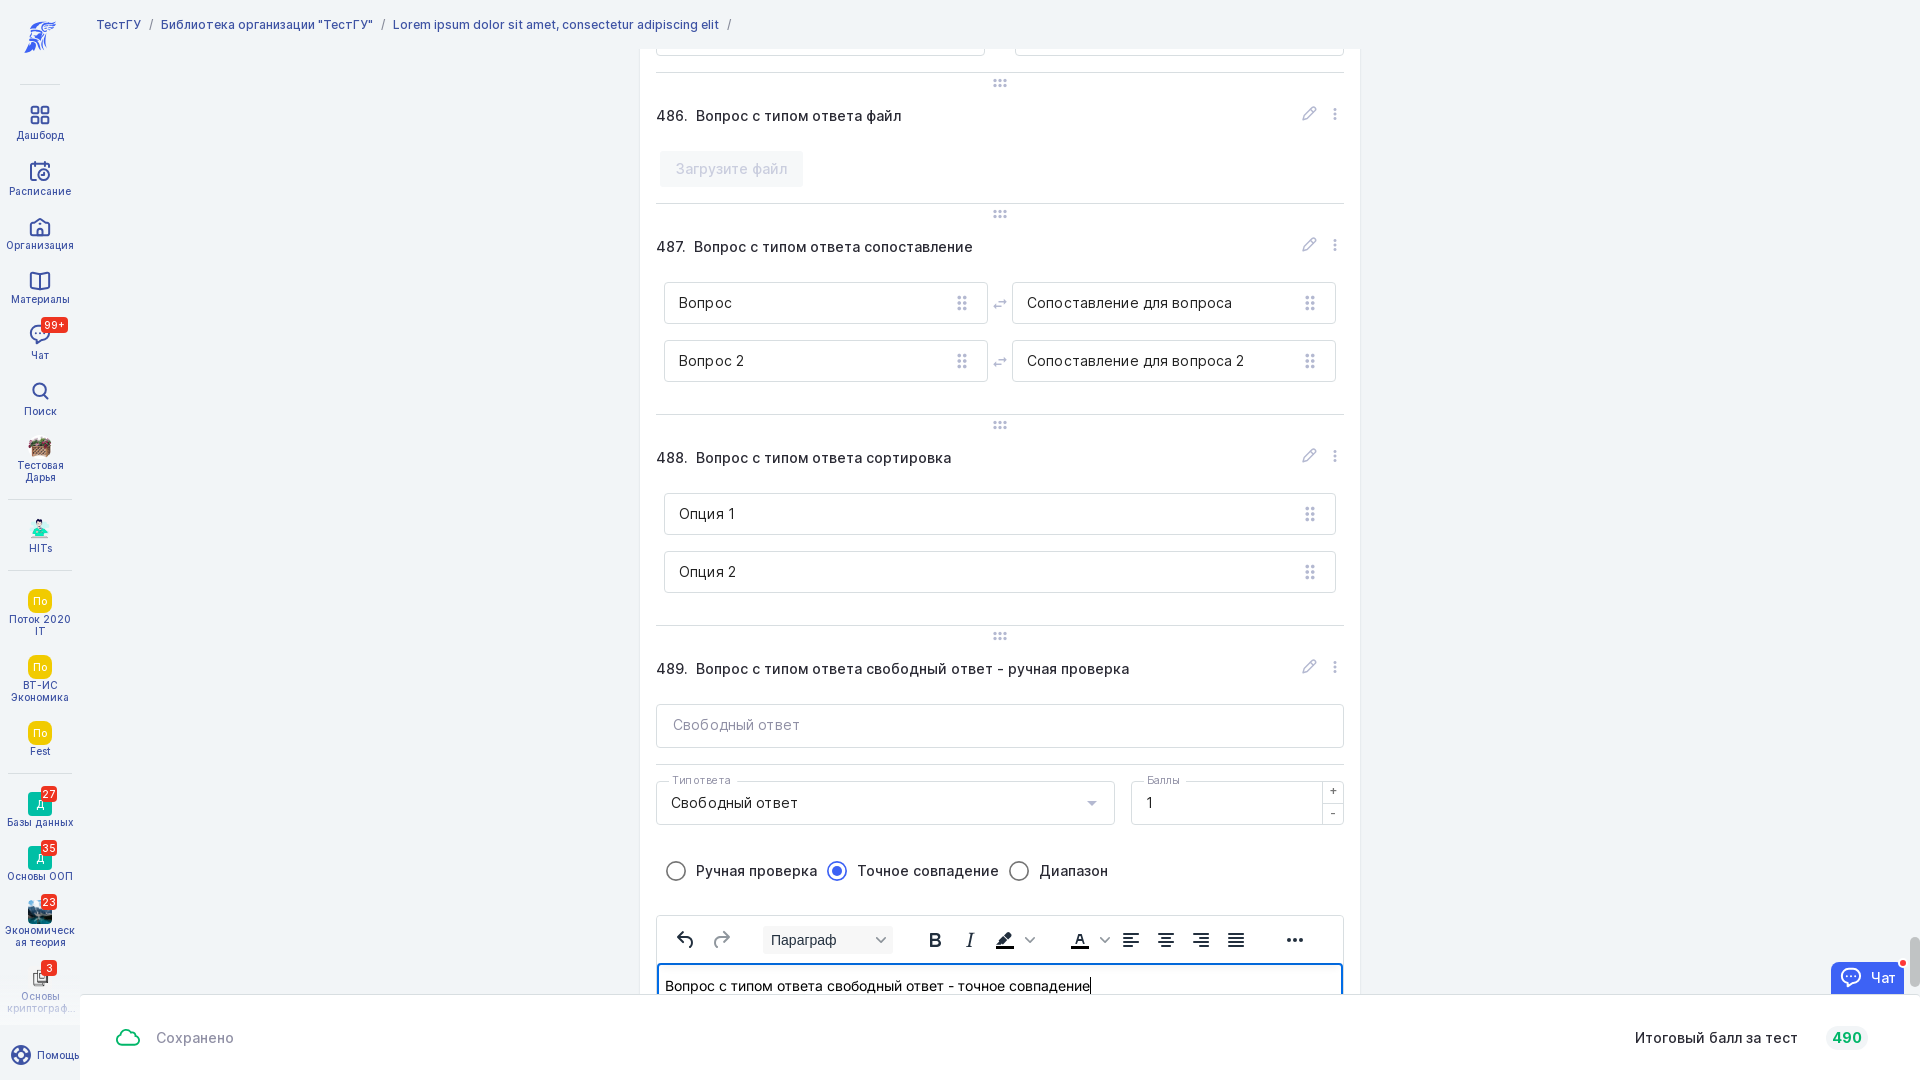 ТестГУ / Библиотека организации "ТестГУ" / Lorem ipsum dolor sit amet, consectetur adipiscing elit /
Дашборд
Расписание
Организация
Материалы
99+
Чат
Поиск
Тестовая
Дарья
HITs
По
Поток 2020
IT
По
ВТ-ИС
Экономика
По
Fest
27
Д
Базы данных
35
Д
Основы ООП
23
Экономическ
ая теория
3
Основы
криптограф...
Помощь
486. Вопрос с типом ответа файл
Загрузите файл
487. Вопрос с типом ответа сопоставление
Вопрос
Сопоставление для вопроса
Вопрос 2
Сопоставление для вопроса 2
488. Вопрос с типом ответа сортировка
Опция 1
Опция 2
489. Вопрос с типом ответа свободный ответ - ручная проверка
Свободный ответ
Тип ответа
Свободный ответ
Баллы
1
+
-
Ручная проверка
Точное совпадение
Диапазон
Параграф
Вопрос с типом ответа свободный ответ - точное совпадение
Чат
Сохранено
Итоговый балл за тест 490